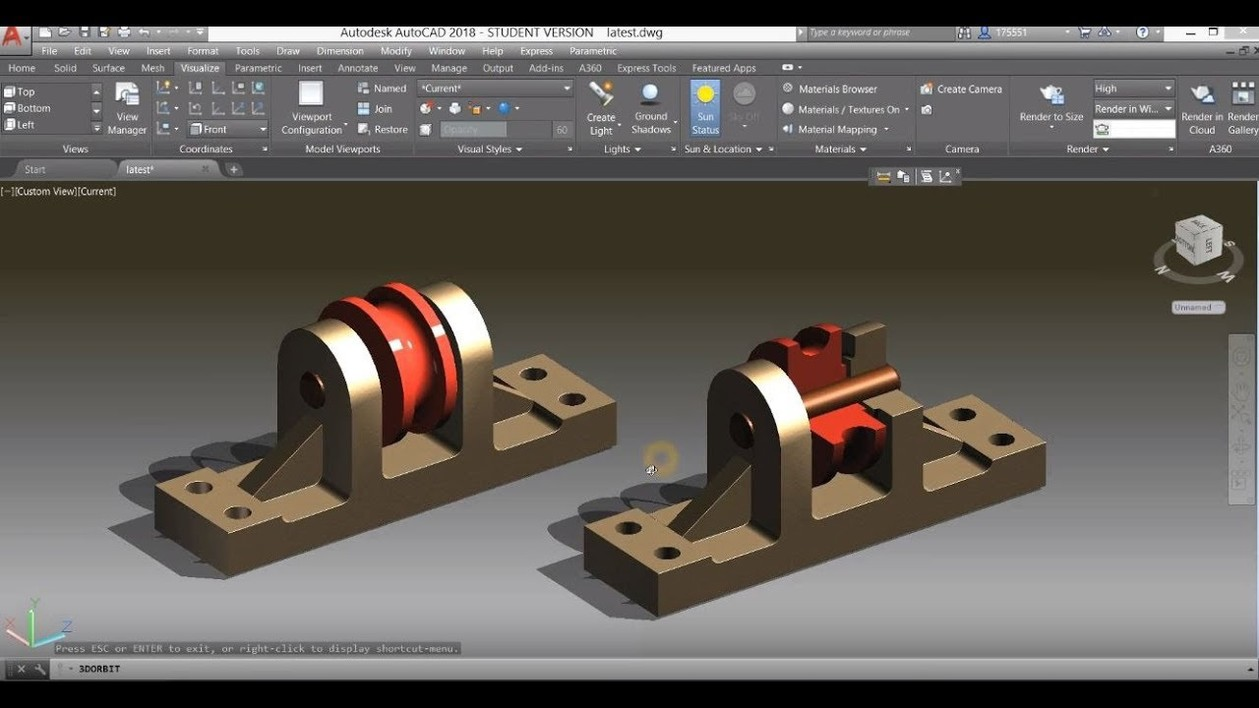 Autodesk AutoCAD 2018 - STUDENT VERSION latest.dwg
Type a keyword or phrase
175551
File Edit View Insert Format Tools Draw Dimension Modify Window Help Express Parametric
Home Solid Surface Mesh Visualize Parametric Insert Annotate View Manage Output Add-ins A360 Express Tools Featured Apps
Top
Bottom
Left
View Manager
Views
Front
Coordinates
Viewport Configuration
Named
Join
Restore
Model Viewports
*Current*
Opacity 60
Visual Styles
Create Light
Ground Shadows
Lights
Sun Status
Sky Off
Sun & Location
Materials Browser
Materials / Textures On
Material Mapping
Materials
Create Camera
Camera
Render to Size
High
Render in Wi...
Render
Render in Cloud
Render Gallery
A360
Start
latest*
[−][Custom View][Current]
BACK
BOTTOM
LEFT
N
S
W
Unnamed
X
Y
Z
Press ESC or ENTER to exit, or right-click to display shortcut-menu.
3DORBIT